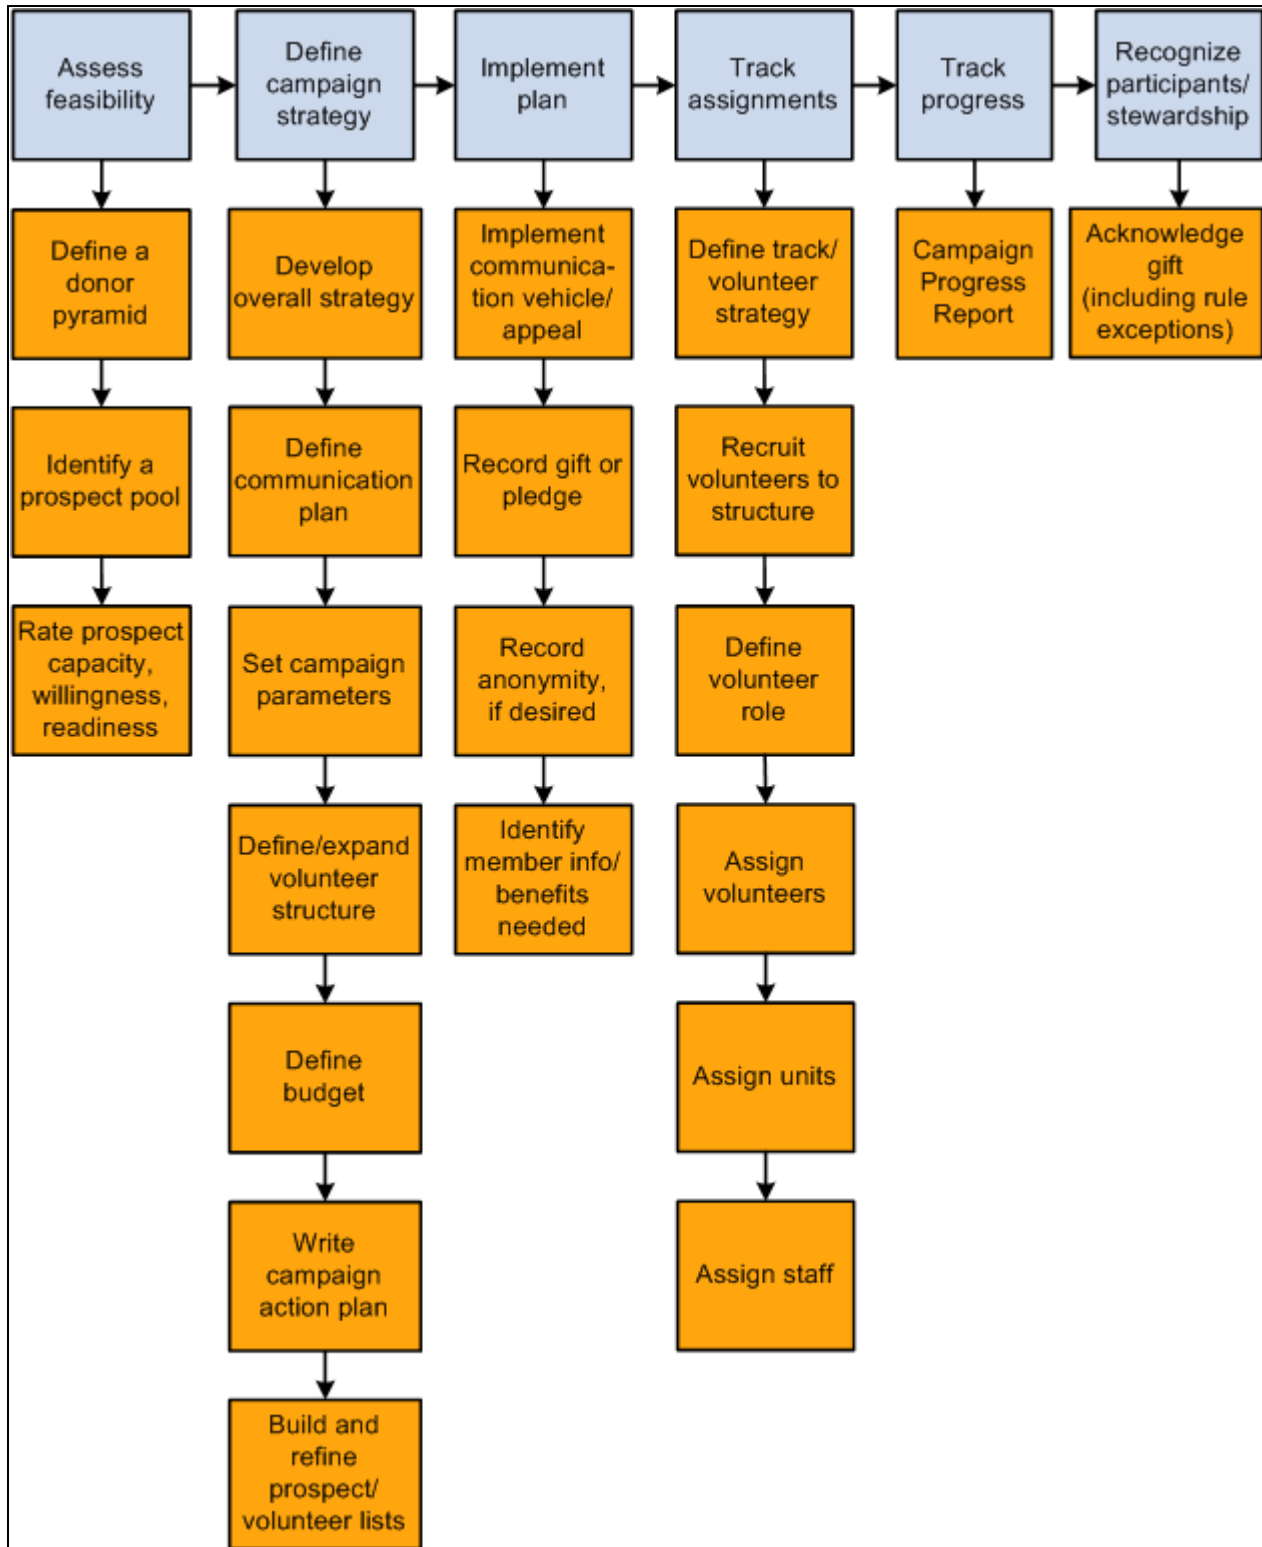 Assess
feasibility
Define
campaign
strategy
Implement
plan
Track
assignments
Track
progress
Recognize
participants/
stewardship
Define a
donor
pyramid
Develop
overall strategy
Implement
communica-
tion vehicle/
appeal
Define track/
volunteer
strategy
Campaign
Progress
Report
Acknowledge
gift
(including rule
exceptions)
Identify a
prospect pool
Define
communication
plan
Record gift or
pledge
Recruit
volunteers to
structure
Rate prospect
capacity,
willingness,
readiness
Set campaign
parameters
Record
anonymity,
if desired
Define
volunteer
role
Define/expand
volunteer
structure
Identify
member info/
benefits
needed
Assign
volunteers
Define
budget
Assign units
Write
campaign
action plan
Assign staff
Build and
refine
prospect/
volunteer lists